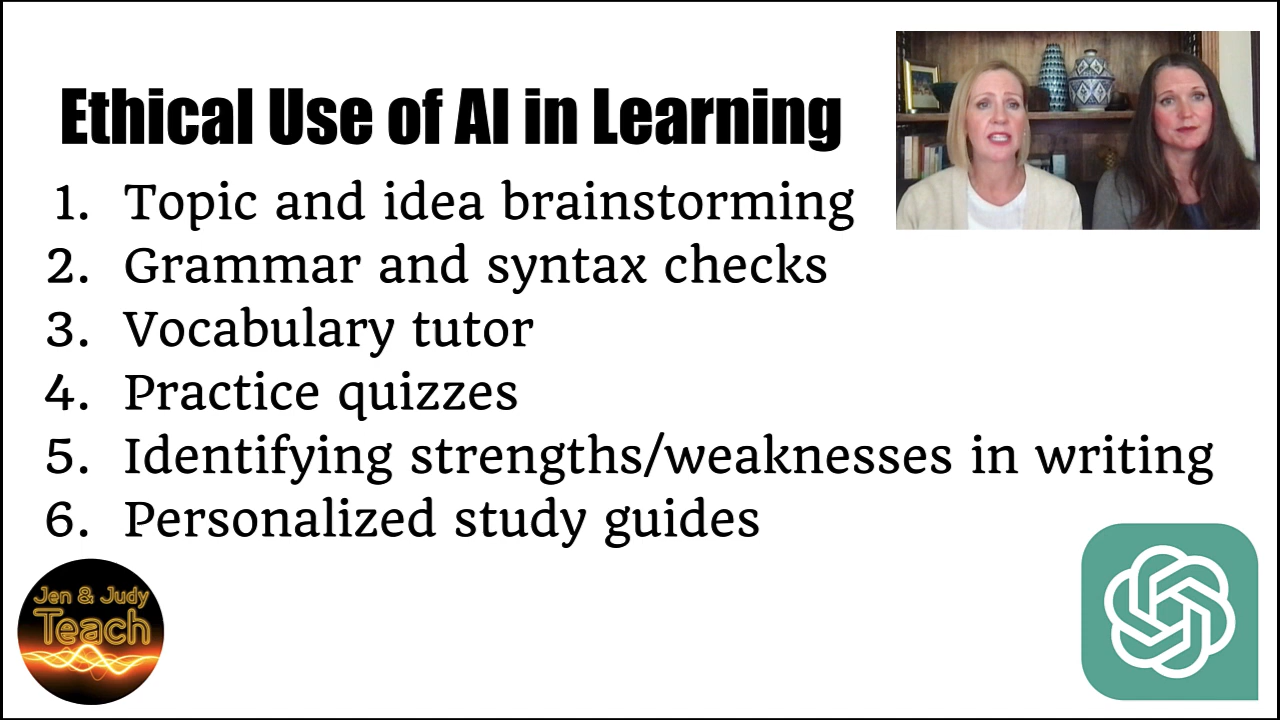 Ethical Use of AI in Learning
1. Topic and idea brainstorming
2. Grammar and syntax checks
3. Vocabulary tutor
4. Practice quizzes
5. Identifying strengths/weaknesses in writing
6. Personalized study guides
Jen & Judy
Teach